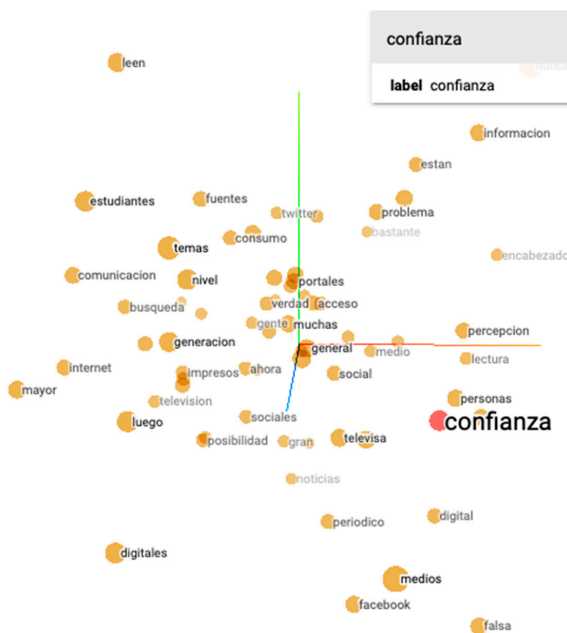 confianza
leen
label confianza
nunca
informacion
estan
estudiantes
fuentes
twitter
problema
bastante
consumo
temas
encabezado
comunicacion
nivel
portales
busqueda
verdad
acceso
gente
muchas
percepcion
generacion
general
medio
lectura
internet
impresos
ahora
social
mayor
television
personas
luego
sociales
confianza
posibilidad
gran
televisa
noticias
periodico
digital
digitales
medios
facebook
falsa